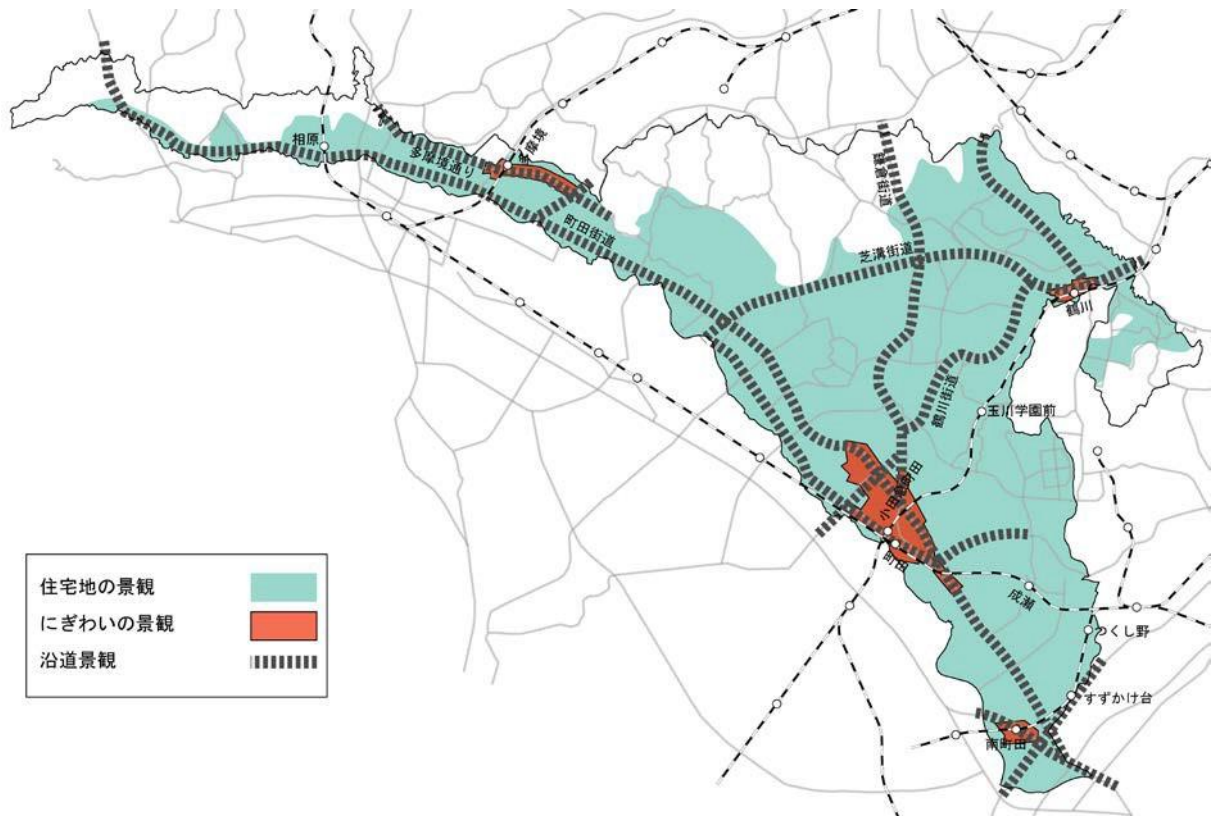 相原
多摩境
多摩境通り
町田街道
鎌倉街道
芝溝街道
鶴川
鶴川街道
玉川学園前
小田急町田
町田
成瀬
つくし野
すずかけ台
南町田
住宅地の景観
にぎわいの景観
沿道景観